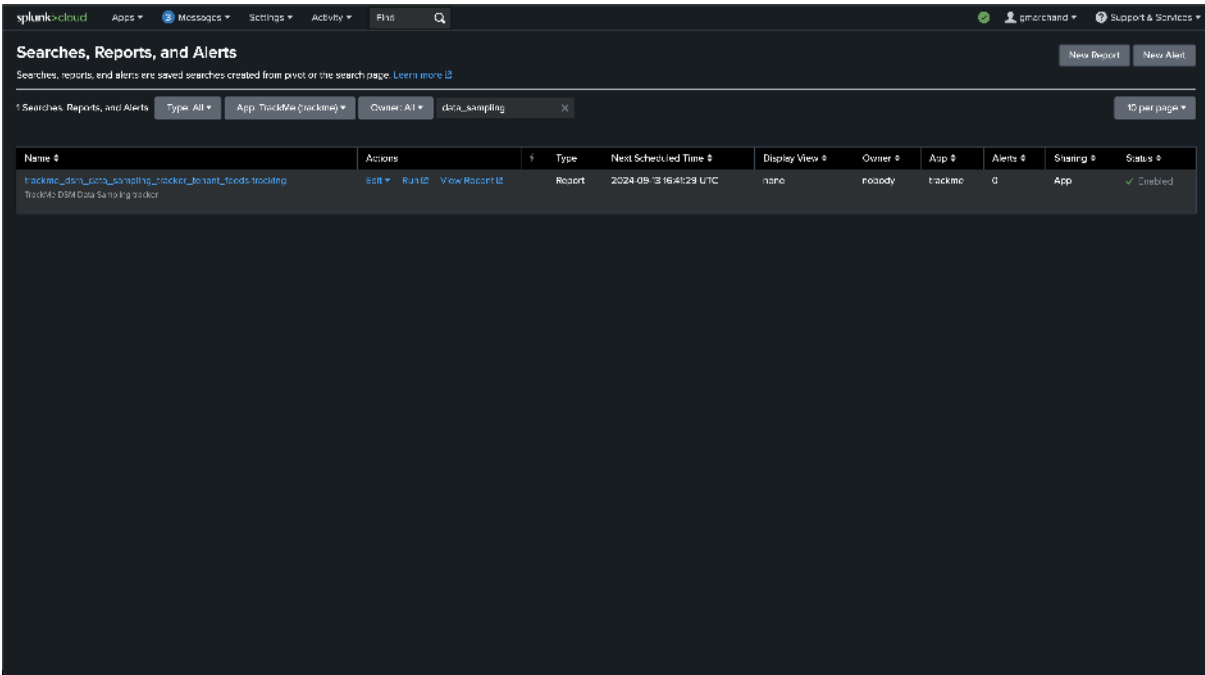 splunk>cloud Apps Messages 3 Settings Activity Find gmarchand Support & Services
Searches, Reports, and Alerts
New Report New Alert
Searches, reports, and alerts are saved searches created from pivot or the search page. Learn more
1 Searches, Reports, and Alerts Type: All App: TrackMe (trackme) Owner: All data_sampling 10 per page
Name Actions Type Next Scheduled Time Display View Owner App Alerts Sharing Status
trackme_dsm_data_sampling_tracker_tenant_feeds-tracking Edit Run View Recent Report 2024-09-13 16:41:29 UTC none nobody trackme 0 App Enabled
TrackMe DSM Data Sampling tracker